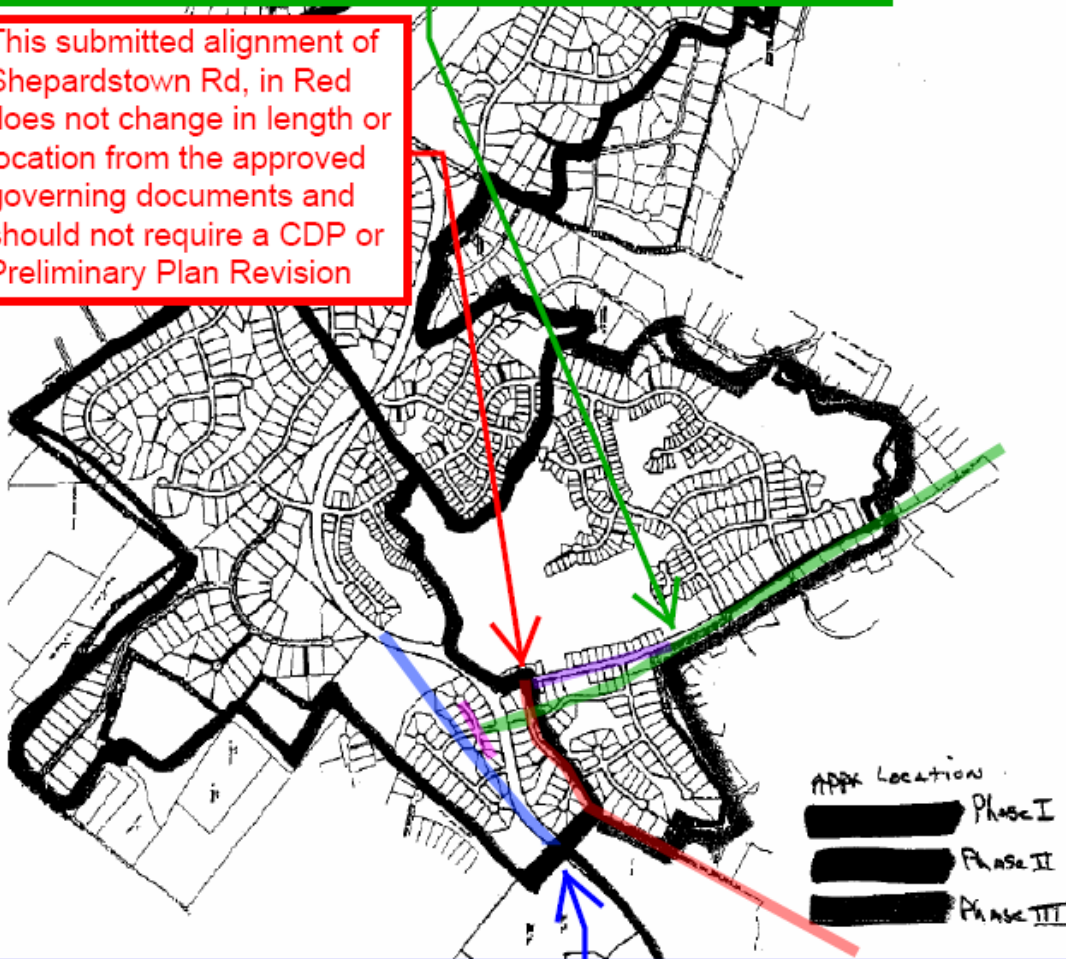 This submitted alignment of
Shepardstown Rd, in Red
does not change in length or
location from the approved
governing documents and
should not require a CDP or
Preliminary Plan Revision
APPX Location
Phase I
Phase II
Phase III